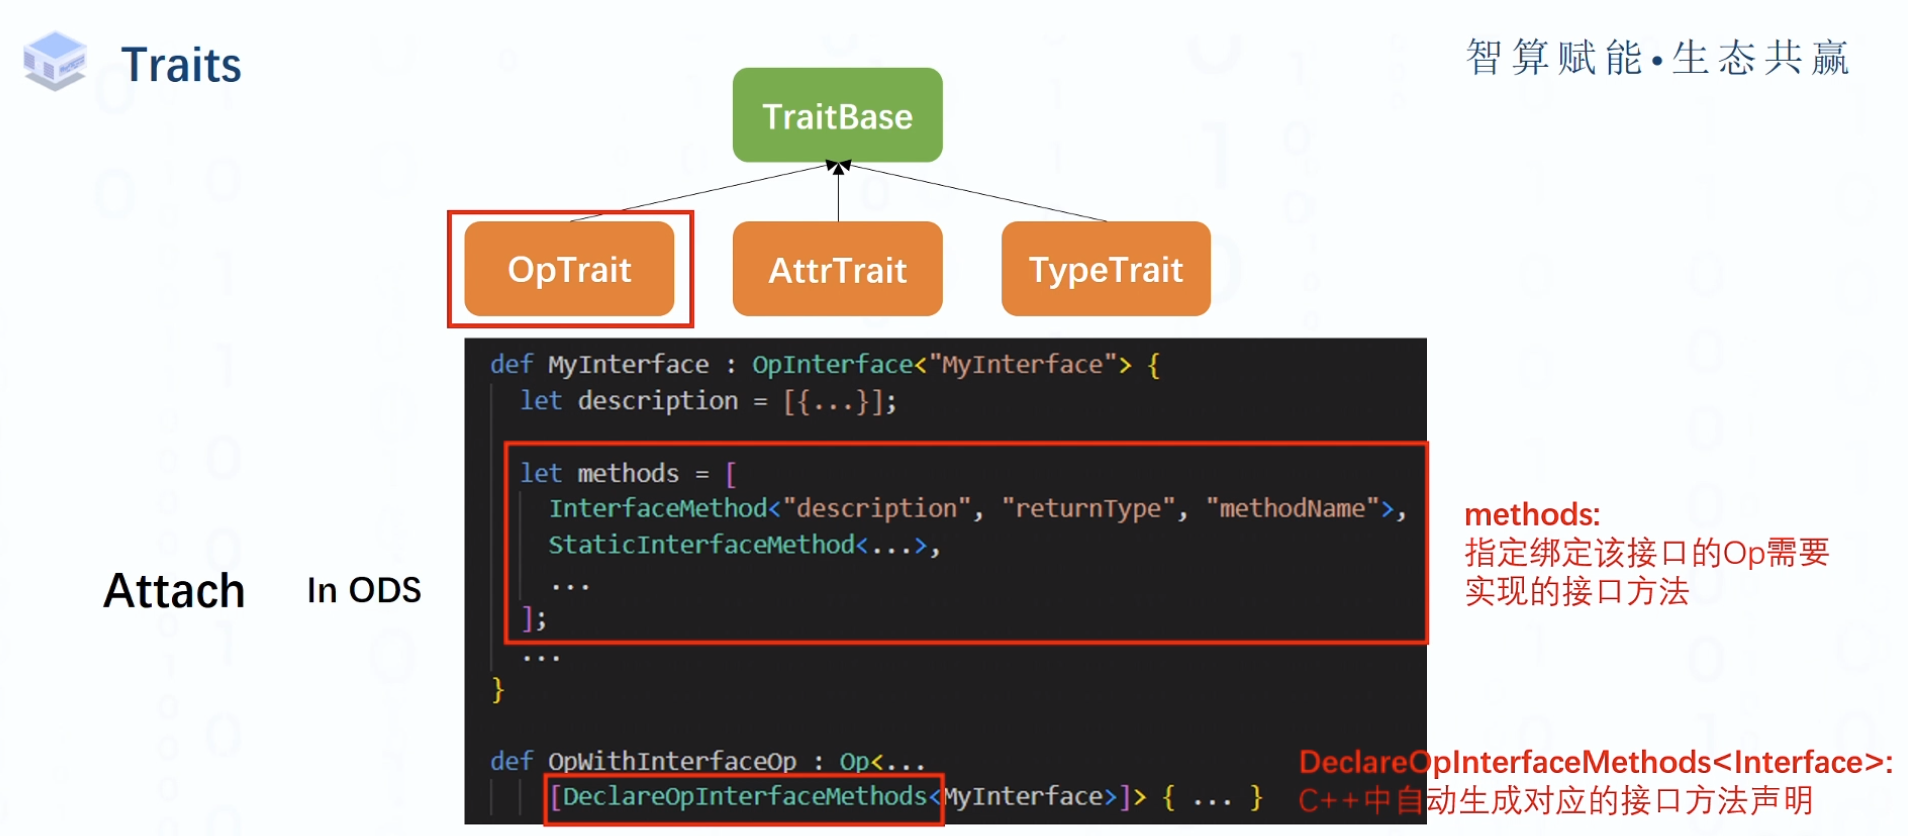 Traits
智算赋能•生态共赢
TraitBase
OpTrait
AttrTrait
TypeTrait
def MyInterface : OpInterface<"MyInterface"> {
let description = [{...}];
let methods = [
InterfaceMethod<"description", "returnType", "methodName">,
StaticInterfaceMethod<...>,
...
];
...
}
methods:
指定绑定该接口的Op需要
实现的接口方法
Attach
In ODS
def OpWithInterfaceOp : Op<...
[DeclareOpInterfaceMethods<MyInterface>]> { ... }
DeclareOpInterfaceMethods<Interface>:
C++中自动生成对应的接口方法声明